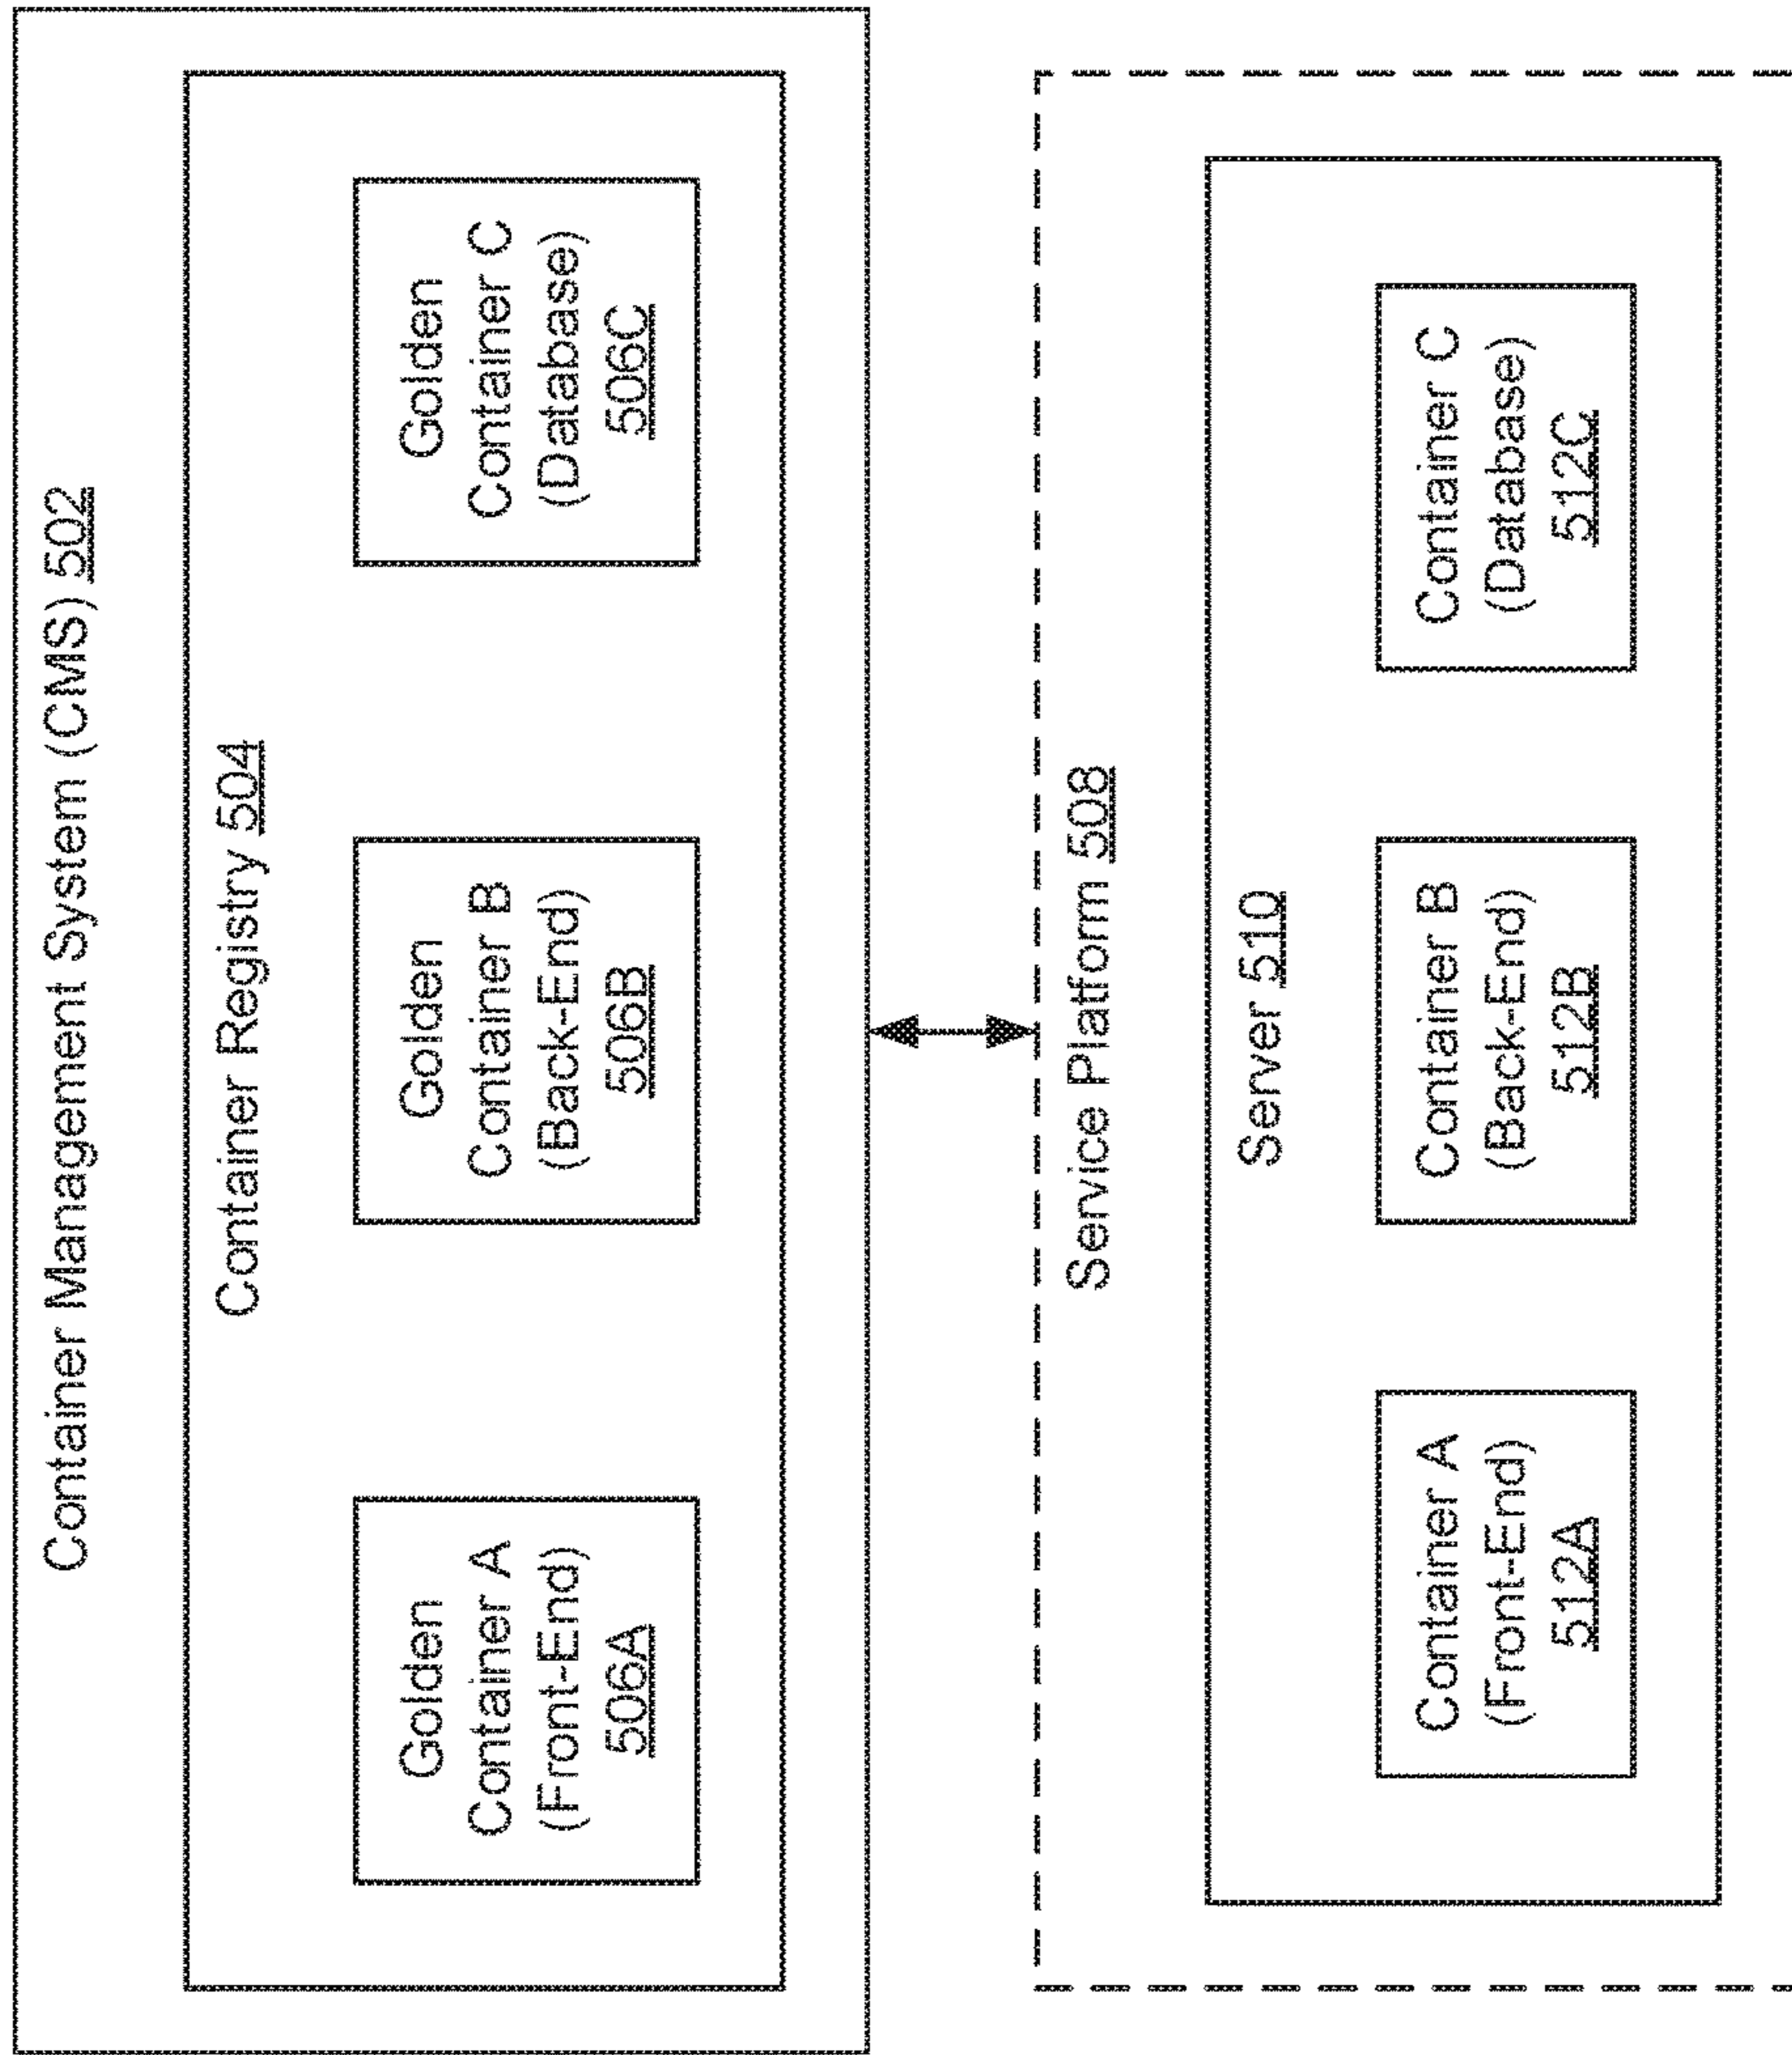 Container Management System (CMS) 502
Container Registry 504
Golden
Container A
(Front-End)
506A
Golden
Container B
(Back-End)
506B
Golden
Container C
(Database)
506C
Service Platform 508
Server 510
Container A
(Front-End)
512A
Container B
(Back-End)
512B
Container C
(Database)
512C